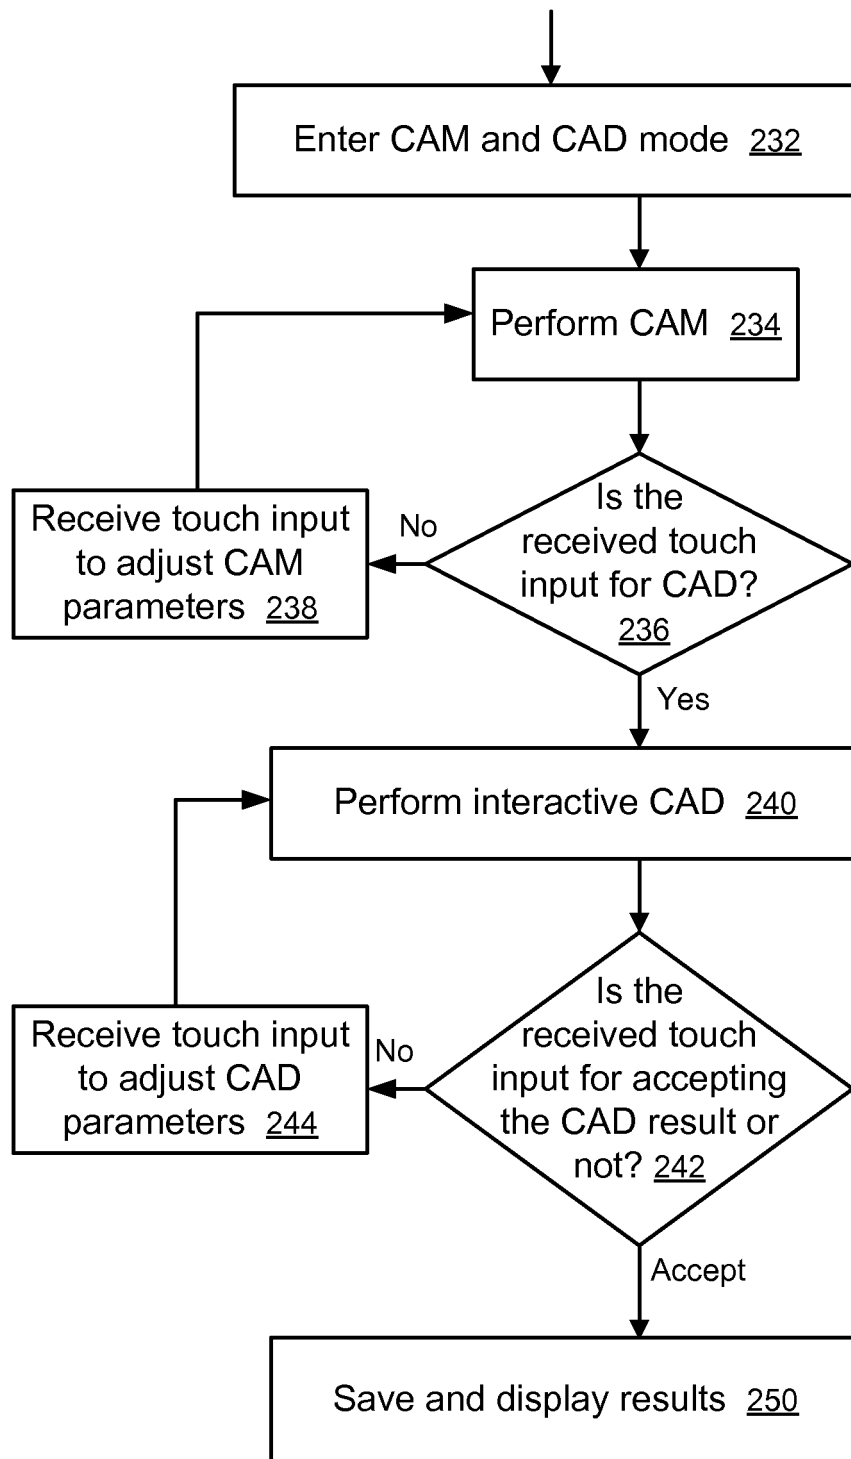 Enter CAM and CAD mode 232
Perform CAM 234
Is the
received touch
input for CAD?
236
No
Receive touch input
to adjust CAM
parameters 238
Yes
Perform interactive CAD 240
Is the
received touch
input for accepting
the CAD result or
not? 242
No
Receive touch input
to adjust CAD
parameters 244
Accept
Save and display results 250